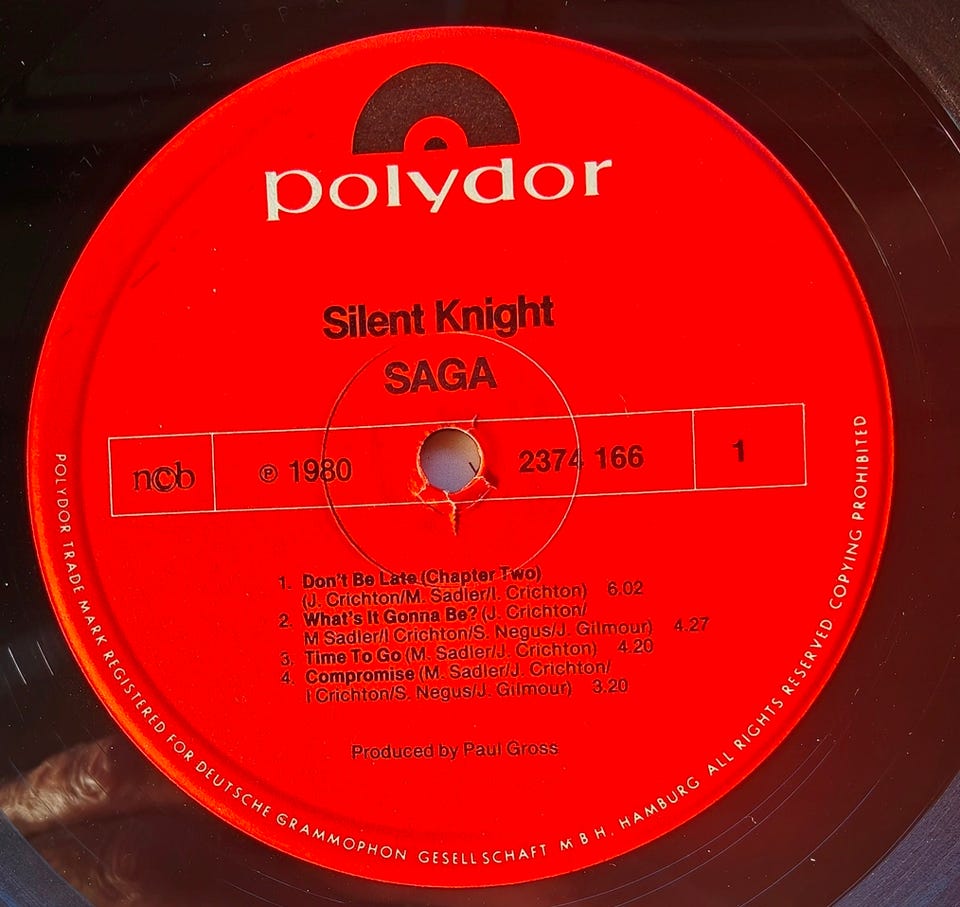 polydor
Silent Knight
SAGA
ncb ℗ 1980 2374 166 1
1. Don't Be Late (Chapter Two)
(J. Crichton/M. Sadler/I. Crichton) 6.02
2. What's It Gonna Be? (J. Crichton/
M Sadler/I Crichton/S. Negus/J. Gilmour) 4.27
3. Time To Go (M. Sadler/J. Crichton) 4.20
4. Compromise (M. Sadler/J. Crichton/
I Crichton/S. Negus/J. Gilmour) 3.20
Produced by Paul Gross
POLYDOR TRADE MARK REGISTERED FOR DEUTSCHE GRAMMOPHON GESELLSCHAFT M B H. HAMBURG ALL RIGHTS RESERVED COPYING PROHIBITED